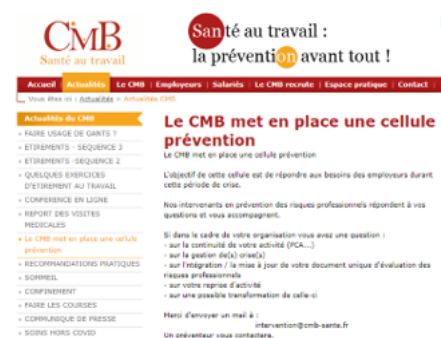 CMB
Santé au travail
Santé au travail :
la prévention avant tout !
Accueil | Actualités | Le CMB | Employeurs | Salariés | Le CMB recrute | Espace pratique | Contact
Vous êtes ici : Actualités > Actualités CMB
Actualités du CMB
» FAIRE USAGE DE GANTS ?
» ETIREMENTS - SEQUENCE 3
» ETIREMENTS -SEQUENCE 2
» QUELQUES EXERCICES
D'ETIREMENT AU TRAVAIL
» CONFERENCE EN LIGNE
» REPORT DES VISITES
MEDICALES
» Le CMB met en place une cellule
prévention
» RECOMMANDATIONS PRATIQUES
» SOMMEIL
» CONFINEMENT
» FAIRE LES COURSES
» COMMUNIQUE DE PRESSE
» SOINS HORS COVID
Le CMB met en place une cellule
prévention
Le CMB met en place une cellule prévention
L'objectif de cette cellule est de répondre aux besoins des employeurs durant
cette période de crise.
Nos intervenants en prévention des risques professionnels répondent à vos
questions et vous accompagnent.
Si dans le cadre de votre organisation vous avez une question :
- sur la continuité de votre activité (PCA...)
- sur la gestion de(s) crise(s)
- sur l'intégration / la mise à jour de votre document unique d'évaluation des
risques professionnels
- sur votre reprise d'activité
- sur une possible transformation de celle-ci
Merci d'envoyer un mail à :
intervention@cmb-sante.fr
Un préventeur vous contactera.